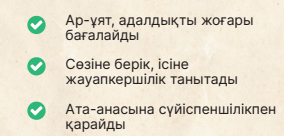 Ар-ұят, адалдықты жоғары
бағалайды
Сөзіне берік, ісіне
жауапкершілік танытады
Ата-анасына сүйіспеншілікпен
қарайды